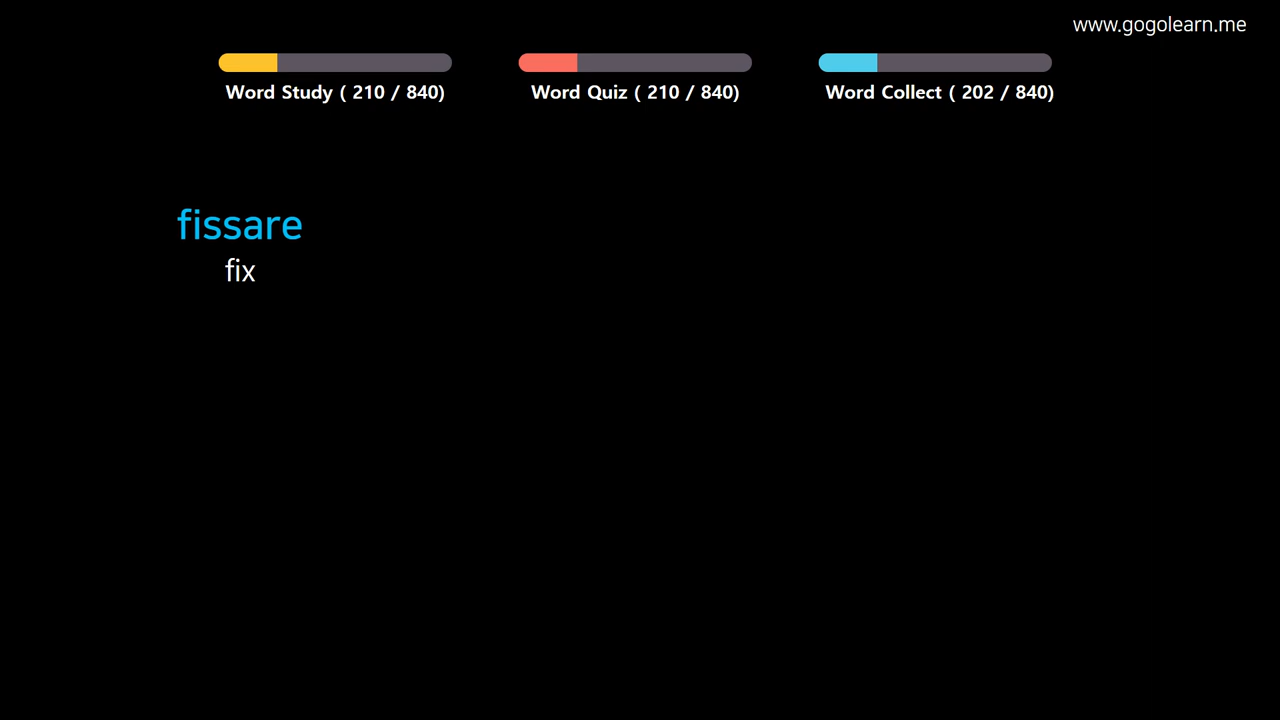 www.gogolearn.me
Word Study ( 210 / 840)
Word Quiz ( 210 / 840)
Word Collect ( 202 / 840)
fissare
fix